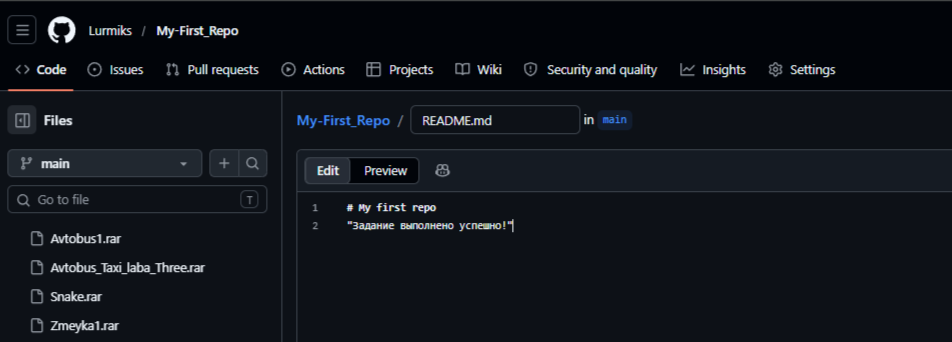 Lurmiks / My-First_Repo
Code Issues Pull requests Actions Projects Wiki Security and quality Insights Settings
Files
main
Go to file T
Avtobus1.rar
Avtobus_Taxi_laba_Three.rar
Snake.rar
Zmeyka1.rar
My-First_Repo / README.md in main
Edit Preview
1 # My first repo
2 "Задание выполнено успешно!"